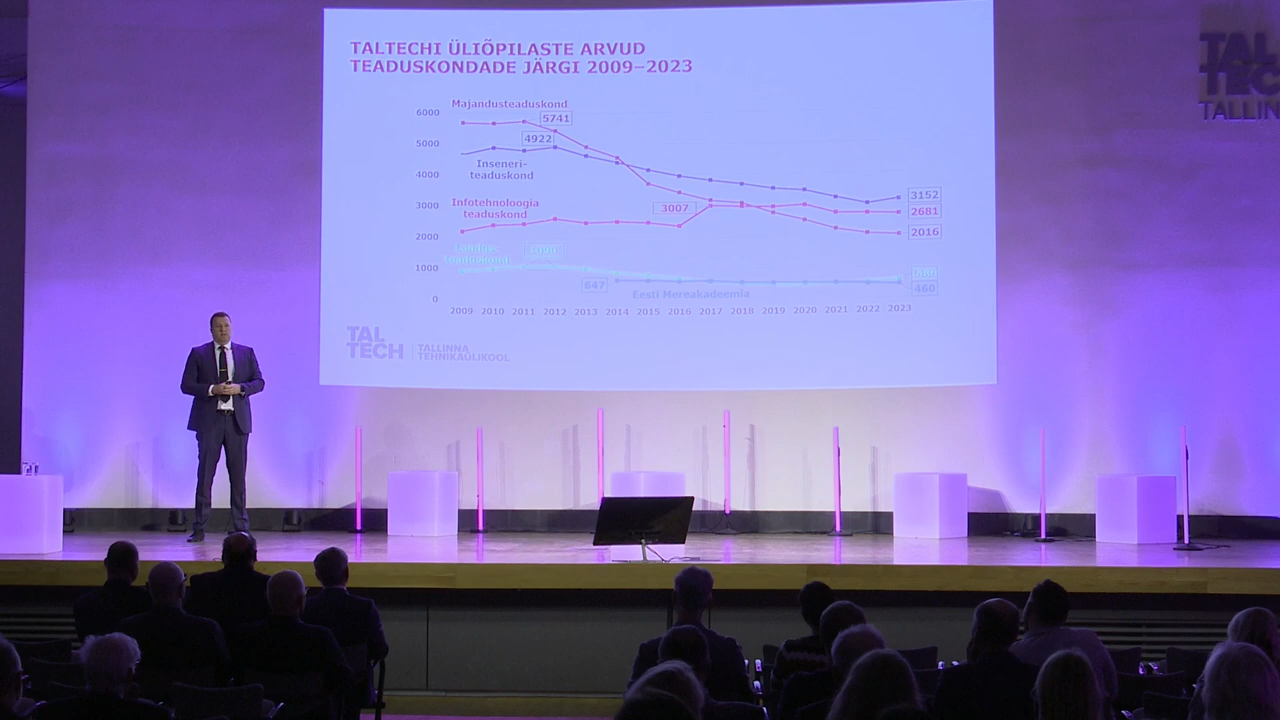 TALTECHI ÜLIÕPILASTE ARVUD
TEADUSKONDADE JÄRGI 2009–2023
Majandusteaduskond
6000
5741
5000
4922
Inseneri-
teaduskond
4000
3152
3000
Infotehnoloogia
teaduskond
3007
2681
2016
2000
1000
647
460
Eesti Mereakadeemia
0
2009 2010 2011 2012 2013 2014 2015 2016 2017 2018 2019 2020 2021 2022 2023
TAL
TECH
TALLINNA
TEHNIKAÜLIKOOL
TAL
TEC
TALLIN